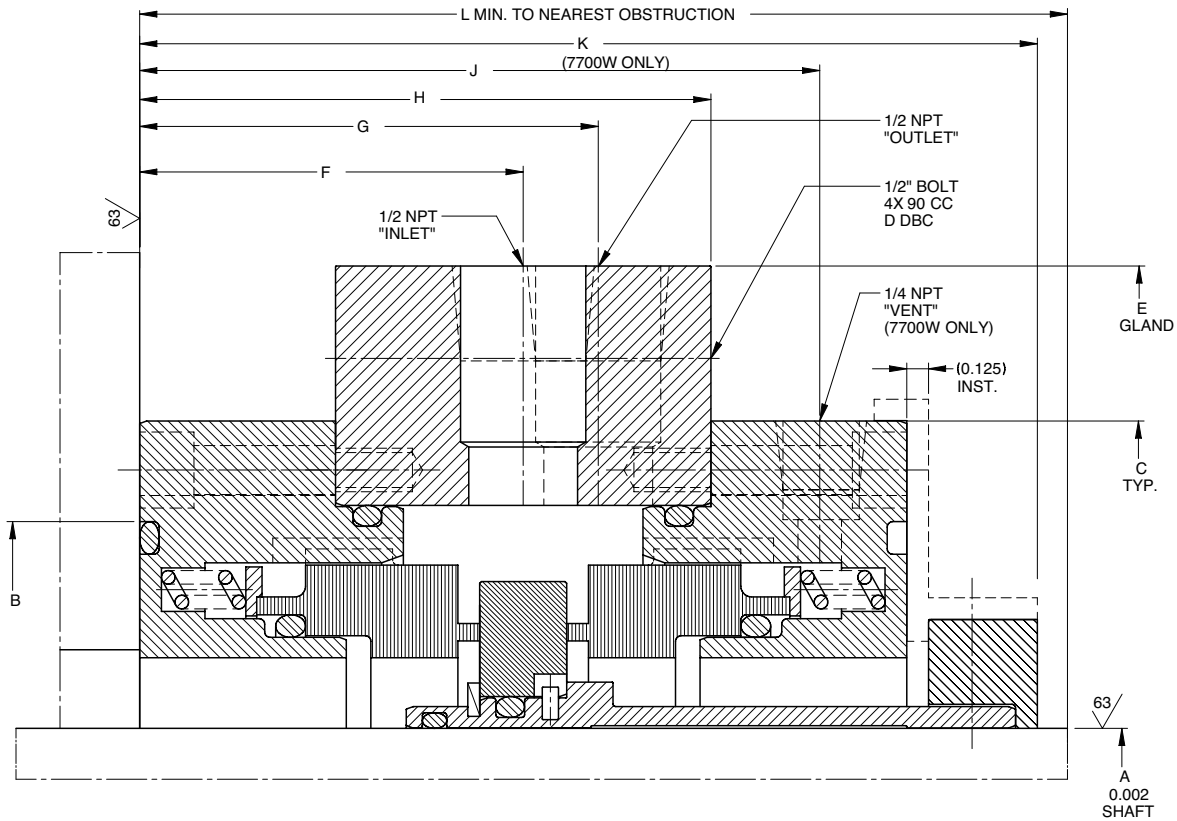 L MIN. TO NEAREST OBSTRUCTION
K
(7700W ONLY)
J
H
G
F
1/2 NPT
"OUTLET"
1/2" BOLT
4X 90 CC
D DBC
1/2 NPT
"INLET"
63
1/4 NPT
"VENT"
(7700W ONLY)
E
GLAND
(0.125)
INST.
C
TYP.
B
63
A
0.002
SHAFT